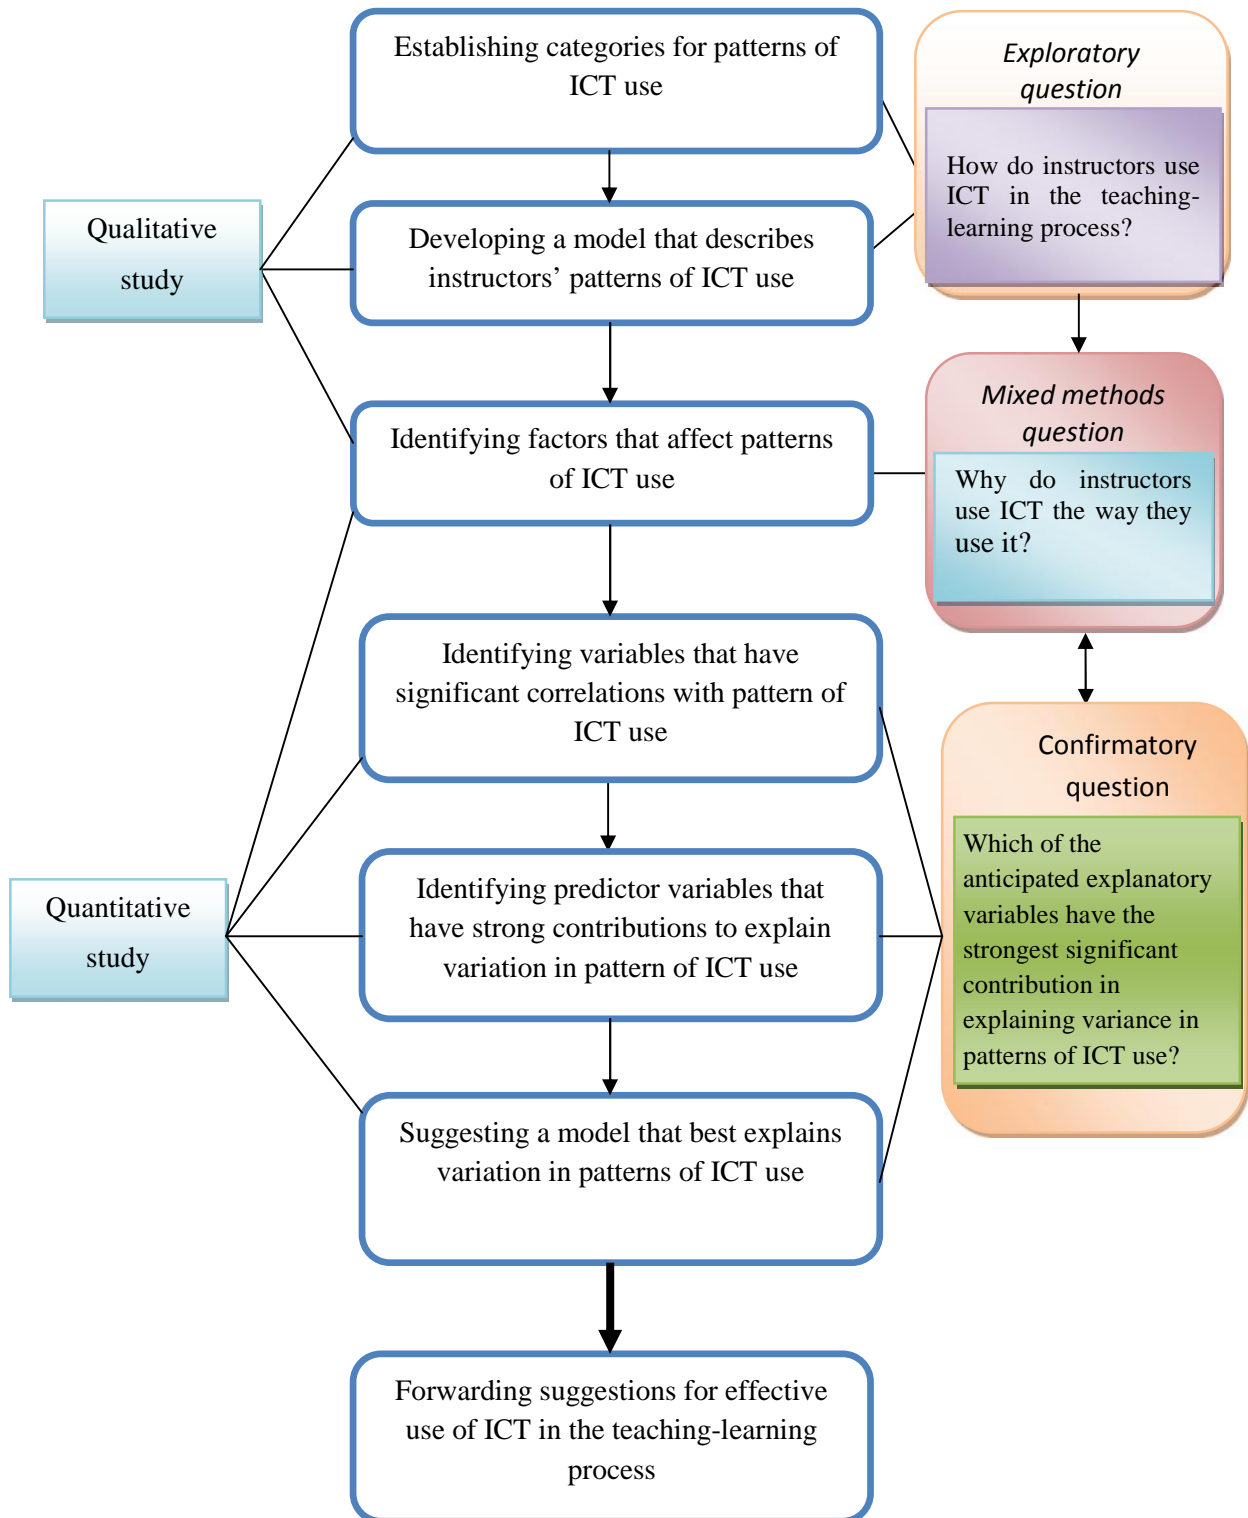 Establishing categories for patterns of
ICT use
Exploratory
question
How do instructors use
ICT in the teaching-
learning process?
Qualitative
study
Developing a model that describes
instructors’ patterns of ICT use
Identifying factors that affect patterns
of ICT use
Mixed methods
question
Why do instructors
use ICT the way they
use it?
Identifying variables that have
significant correlations with pattern of
ICT use
Confirmatory
question
Which of the
anticipated explanatory
variables have the
strongest significant
contribution in
explaining variance in
patterns of ICT use?
Quantitative
study
Identifying predictor variables that
have strong contributions to explain
variation in pattern of ICT use
Suggesting a model that best explains
variation in patterns of ICT use
Forwarding suggestions for effective
use of ICT in the teaching-learning
process